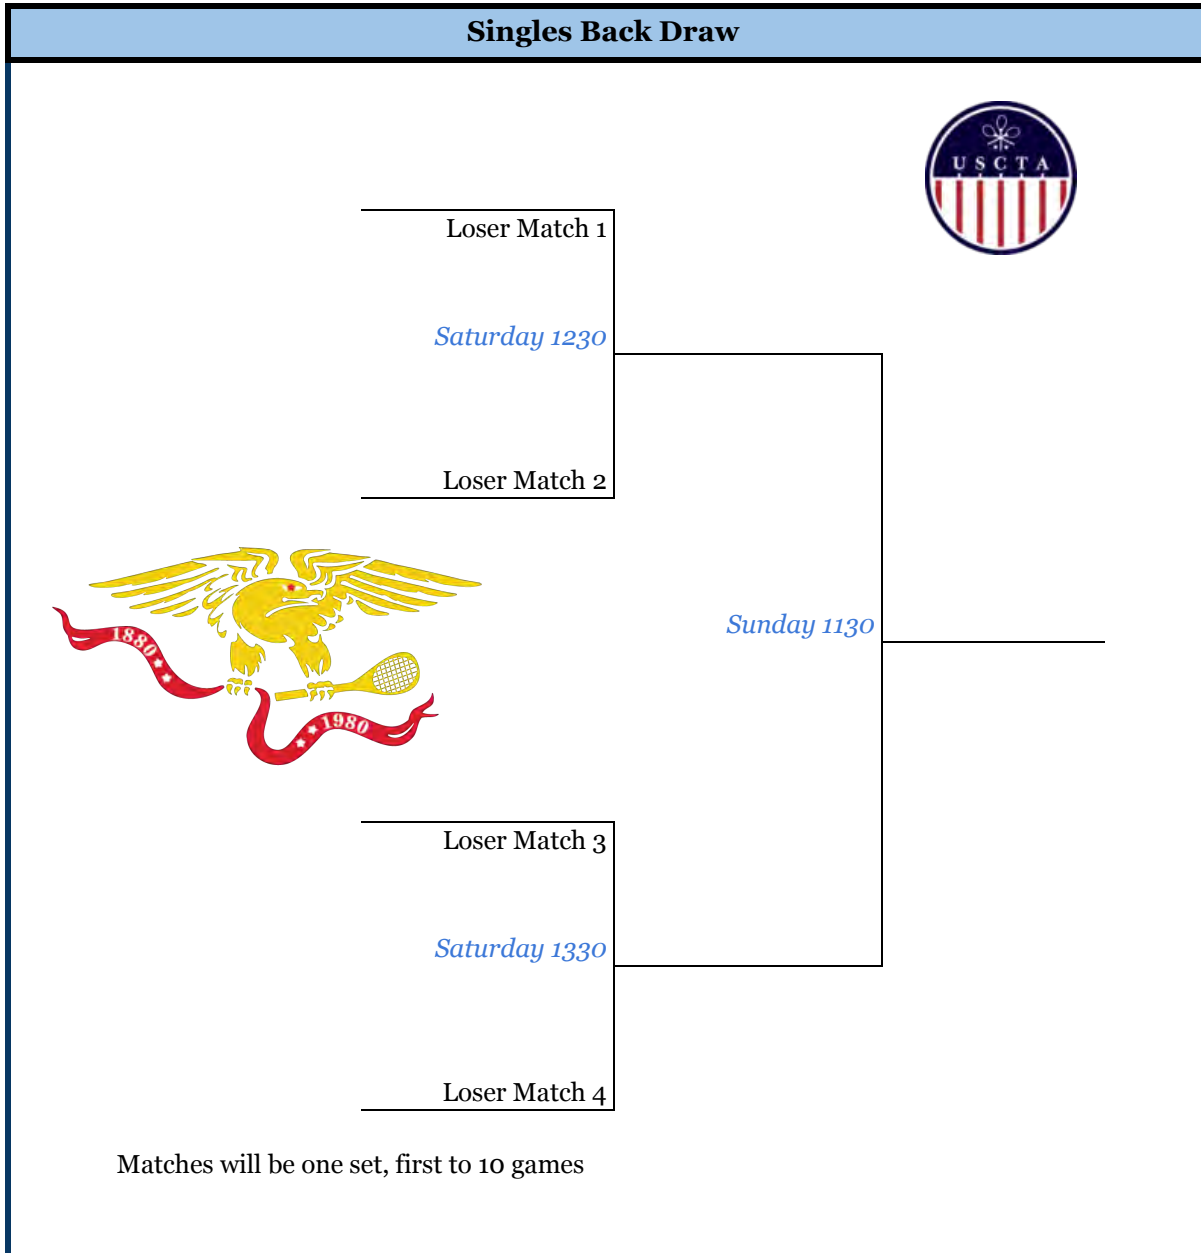 Singles Back Draw
USCTA
Loser Match 1
Saturday 1230
Loser Match 2
1880
1980
Sunday 1130
Loser Match 3
Saturday 1330
Loser Match 4
Matches will be one set, first to 10 games